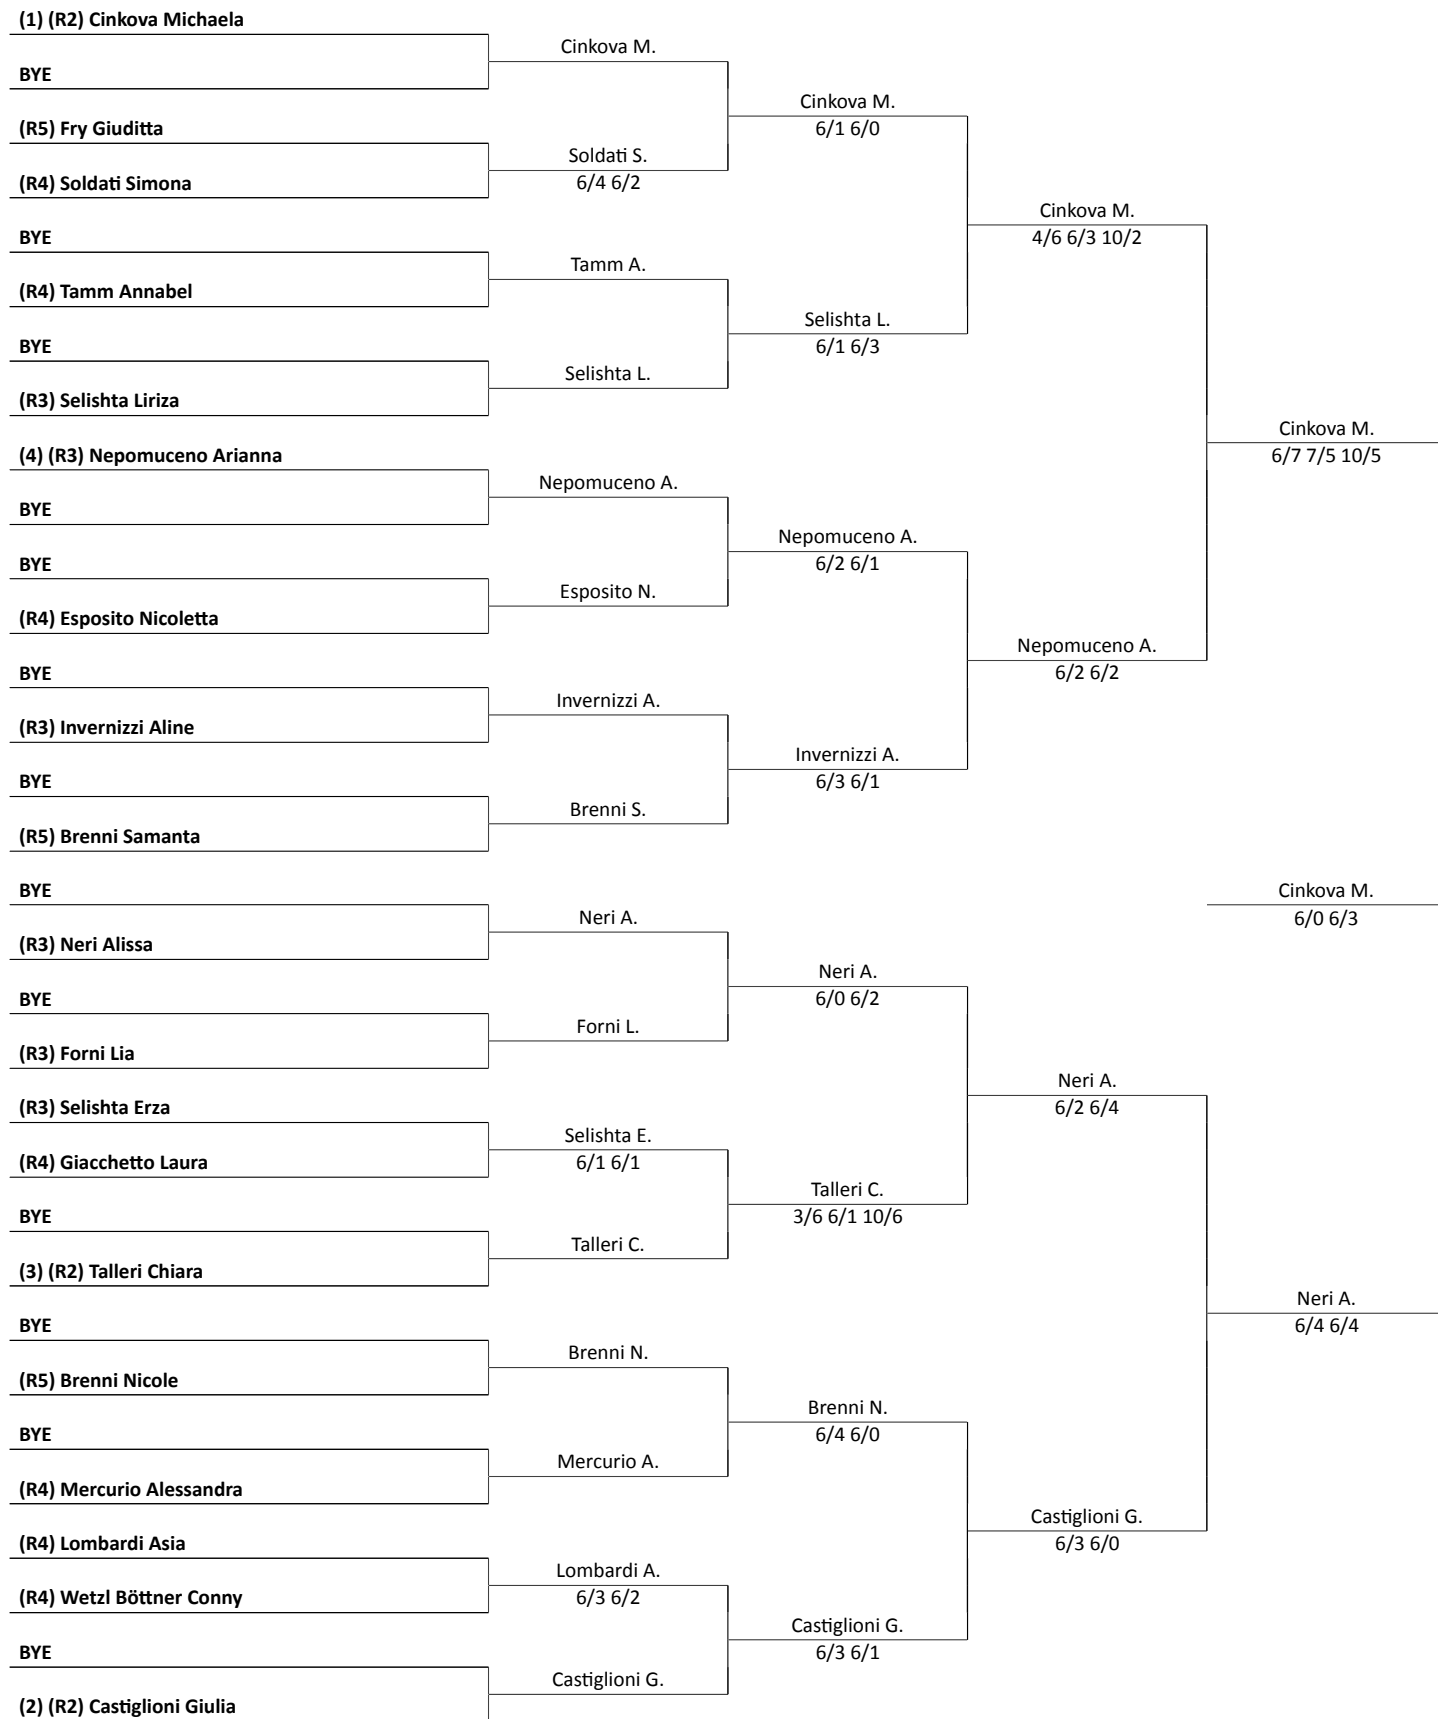 (1) (R2) Cinkova Michaela
Cinkova M.
BYE
Cinkova M.
6/1 6/0
(R5) Fry Giuditta
Soldati S.
6/4 6/2
(R4) Soldati Simona
Cinkova M.
4/6 6/3 10/2
BYE
Tamm A.
(R4) Tamm Annabel
Selishta L.
6/1 6/3
BYE
Selishta L.
(R3) Selishta Liriza
Cinkova M.
6/7 7/5 10/5
(4) (R3) Nepomuceno Arianna
Nepomuceno A.
BYE
Nepomuceno A.
6/2 6/1
BYE
Esposito N.
(R4) Esposito Nicoletta
Nepomuceno A.
6/2 6/2
BYE
Invernizzi A.
(R3) Invernizzi Aline
Invernizzi A.
6/3 6/1
BYE
Brenni S.
(R5) Brenni Samanta
BYE
Cinkova M.
6/0 6/3
Neri A.
(R3) Neri Alissa
Neri A.
6/0 6/2
BYE
Forni L.
(R3) Forni Lia
Neri A.
6/2 6/4
(R3) Selishta Erza
Selishta E.
6/1 6/1
(R4) Giacchetto Laura
Talleri C.
3/6 6/1 10/6
BYE
Talleri C.
(3) (R2) Talleri Chiara
Neri A.
6/4 6/4
BYE
Brenni N.
(R5) Brenni Nicole
Brenni N.
6/4 6/0
BYE
Mercurio A.
(R4) Mercurio Alessandra
Castiglioni G.
6/3 6/0
(R4) Lombardi Asia
Lombardi A.
6/3 6/2
(R4) Wetzl Böttner Conny
Castiglioni G.
6/3 6/1
BYE
Castiglioni G.
(2) (R2) Castiglioni Giulia